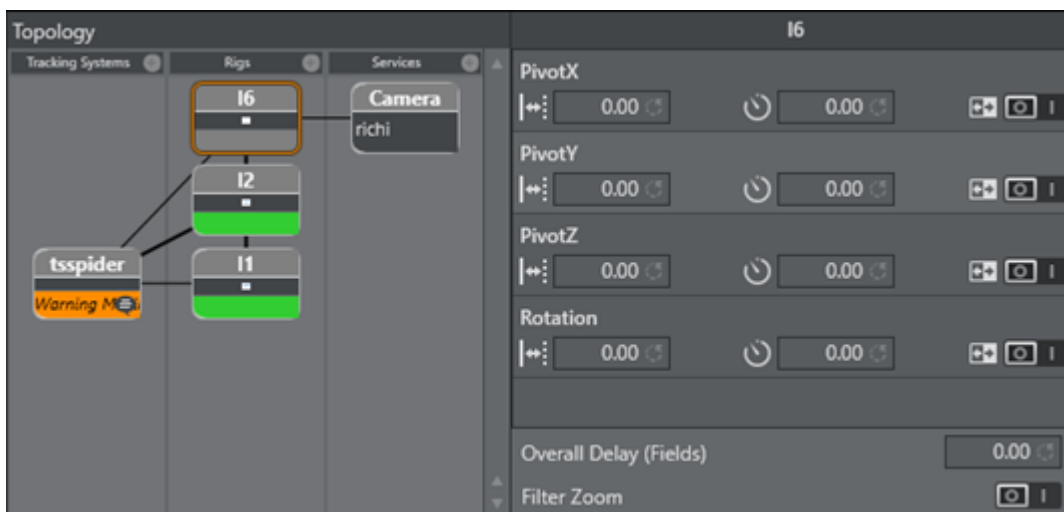 Topology
Tracking Systems
Rigs
Services
I6
Camera
richi
I2
tsspider
Warning
I1
I6
PivotX
0.00
0.00
PivotY
0.00
0.00
PivotZ
0.00
0.00
Rotation
0.00
0.00
Overall Delay (Fields)
0.00
Filter Zoom